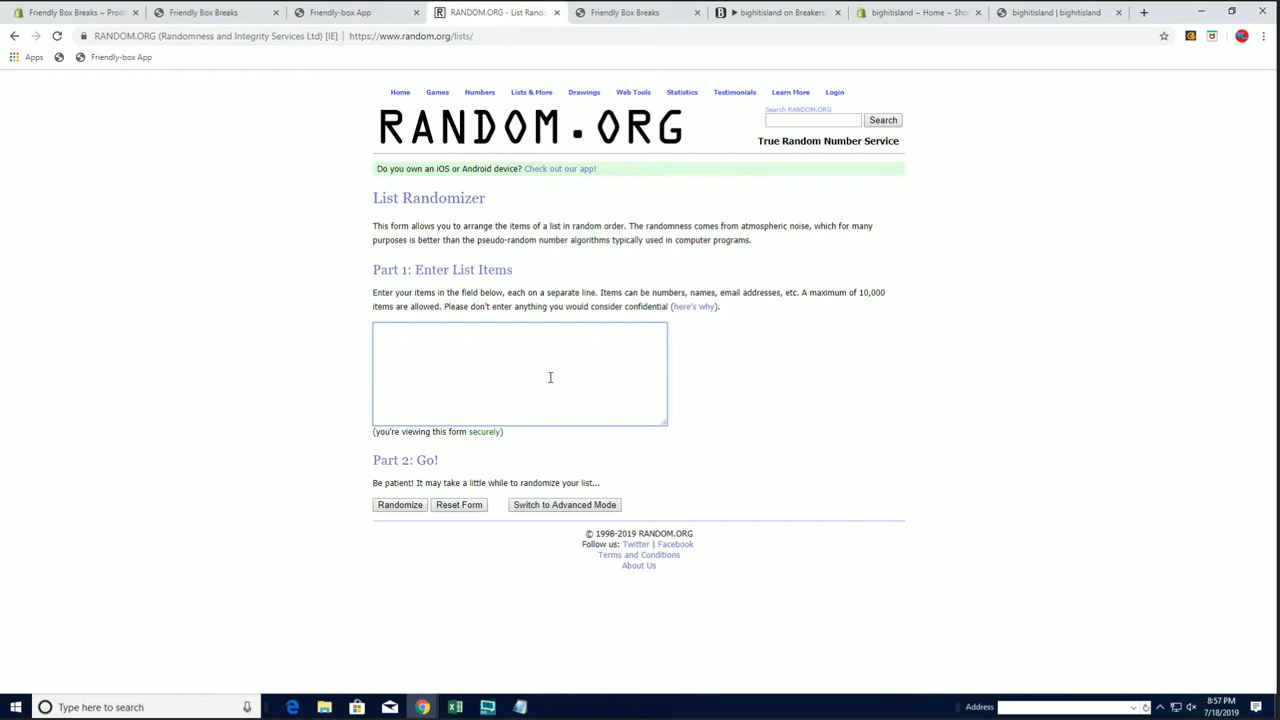 Friendly Box Breaks ~ Produ
Friendly Box Breaks
Friendly-box App
RANDOM.ORG - List Rando
Friendly Box Breaks
bighitisland on Breakers
bighitisland ~ Home ~ Sho
bighitisland | bighitisland
RANDOM.ORG (Randomness and Integrity Services Ltd) [IE] | https://www.random.org/lists/
Apps Friendly-box App
Home Games Numbers Lists & More Drawings Web Tools Statistics Testimonials Learn More Login
RANDOM.ORG
Search RANDOM.ORG
Search
True Random Number Service
Do you own an iOS or Android device? Check out our app!
List Randomizer
This form allows you to arrange the items of a list in random order. The randomness comes from atmospheric noise, which for many
purposes is better than the pseudo-random number algorithms typically used in computer programs.
Part 1: Enter List Items
Enter your items in the field below, each on a separate line. Items can be numbers, names, email addresses, etc. A maximum of 10,000
items are allowed. Please don't enter anything you would consider confidential (here's why).
(you're viewing this form securely)
Part 2: Go!
Be patient! It may take a little while to randomize your list...
Randomize Reset Form Switch to Advanced Mode
© 1998-2019 RANDOM.ORG
Follow us: Twitter | Facebook
Terms and Conditions
About Us
Type here to search
Address
8:57 PM
7/18/2019